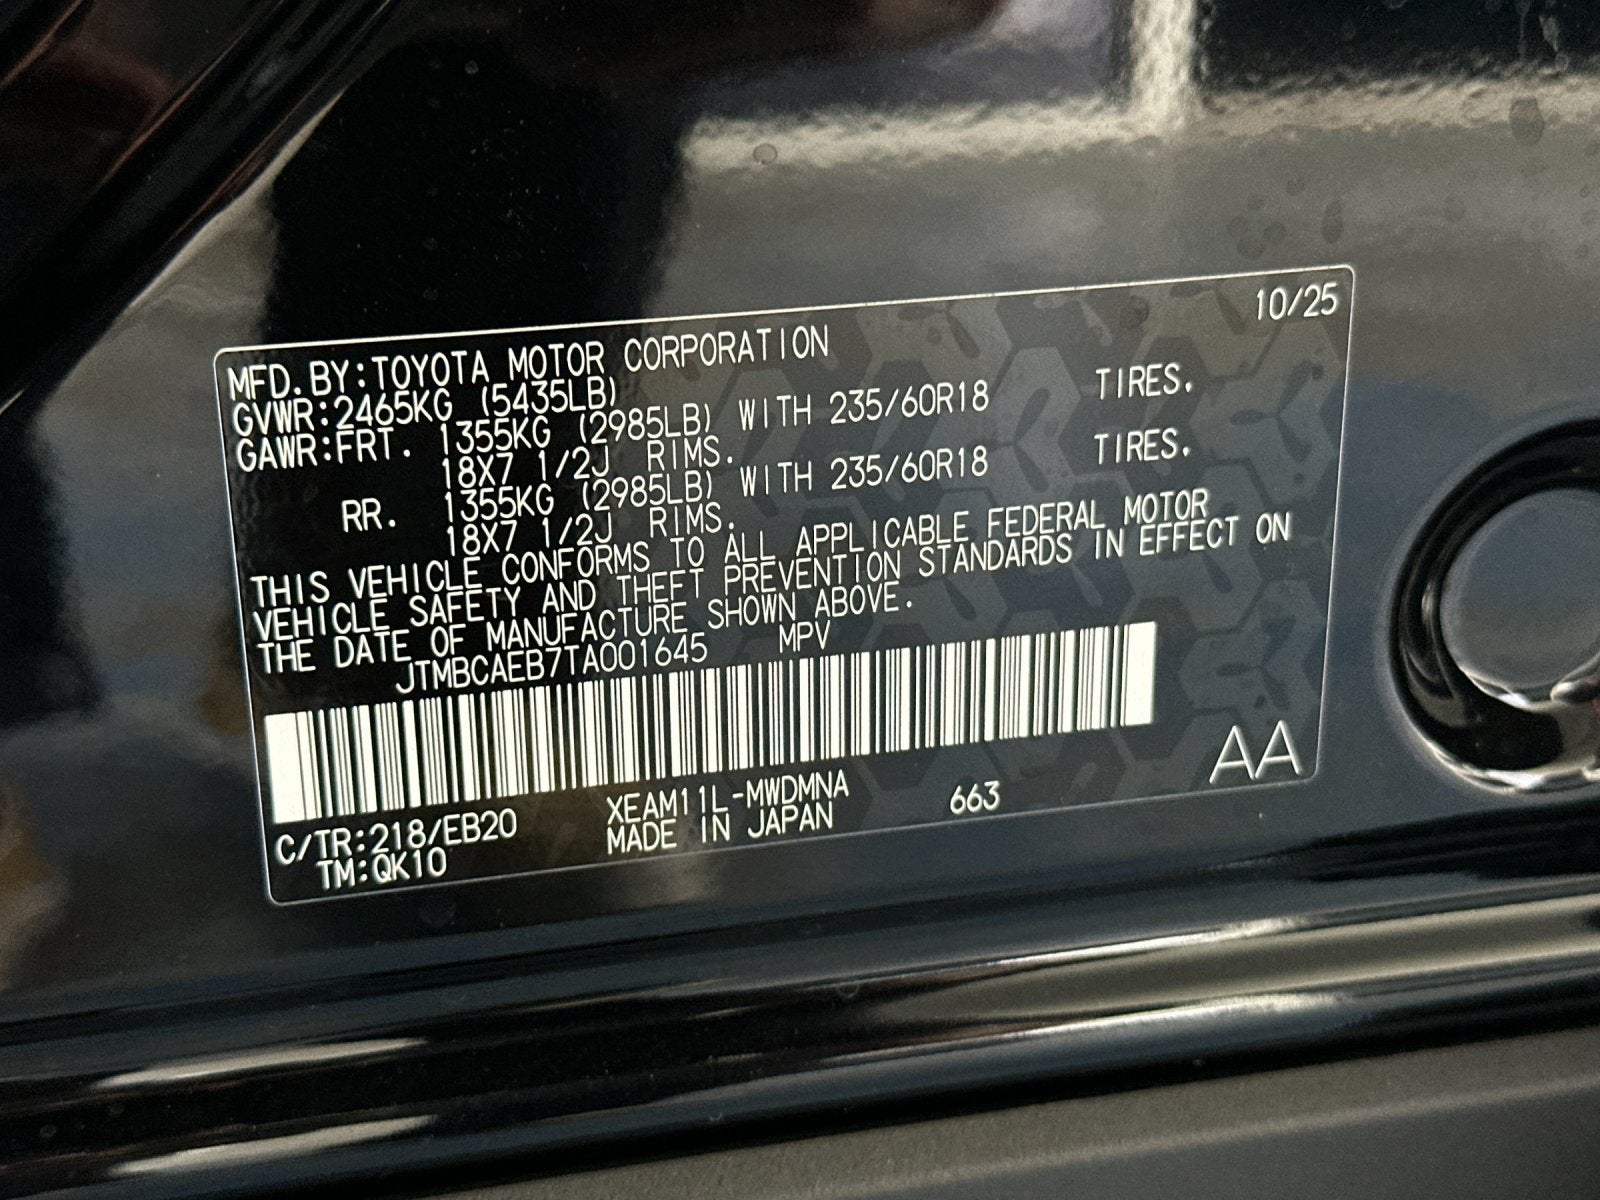 10/25
MFD.BY:TOYOTA MOTOR CORPORATION
GVWR:2465KG (5435LB)
GAWR:FRT. 1355KG (2985LB) WITH 235/60R18 TIRES.
18X7 1/2J RIMS.
RR. 1355KG (2985LB) WITH 235/60R18 TIRES.
18X7 1/2J RIMS.
THIS VEHICLE CONFORMS TO ALL APPLICABLE FEDERAL MOTOR
VEHICLE SAFETY AND THEFT PREVENTION STANDARDS IN EFFECT ON
THE DATE OF MANUFACTURE SHOWN ABOVE.
JTMBCAEB7TA001645 MPV
C/TR:218/EB20 XEAM11L-MWDMNA 663 AA
TM:QK10 MADE IN JAPAN